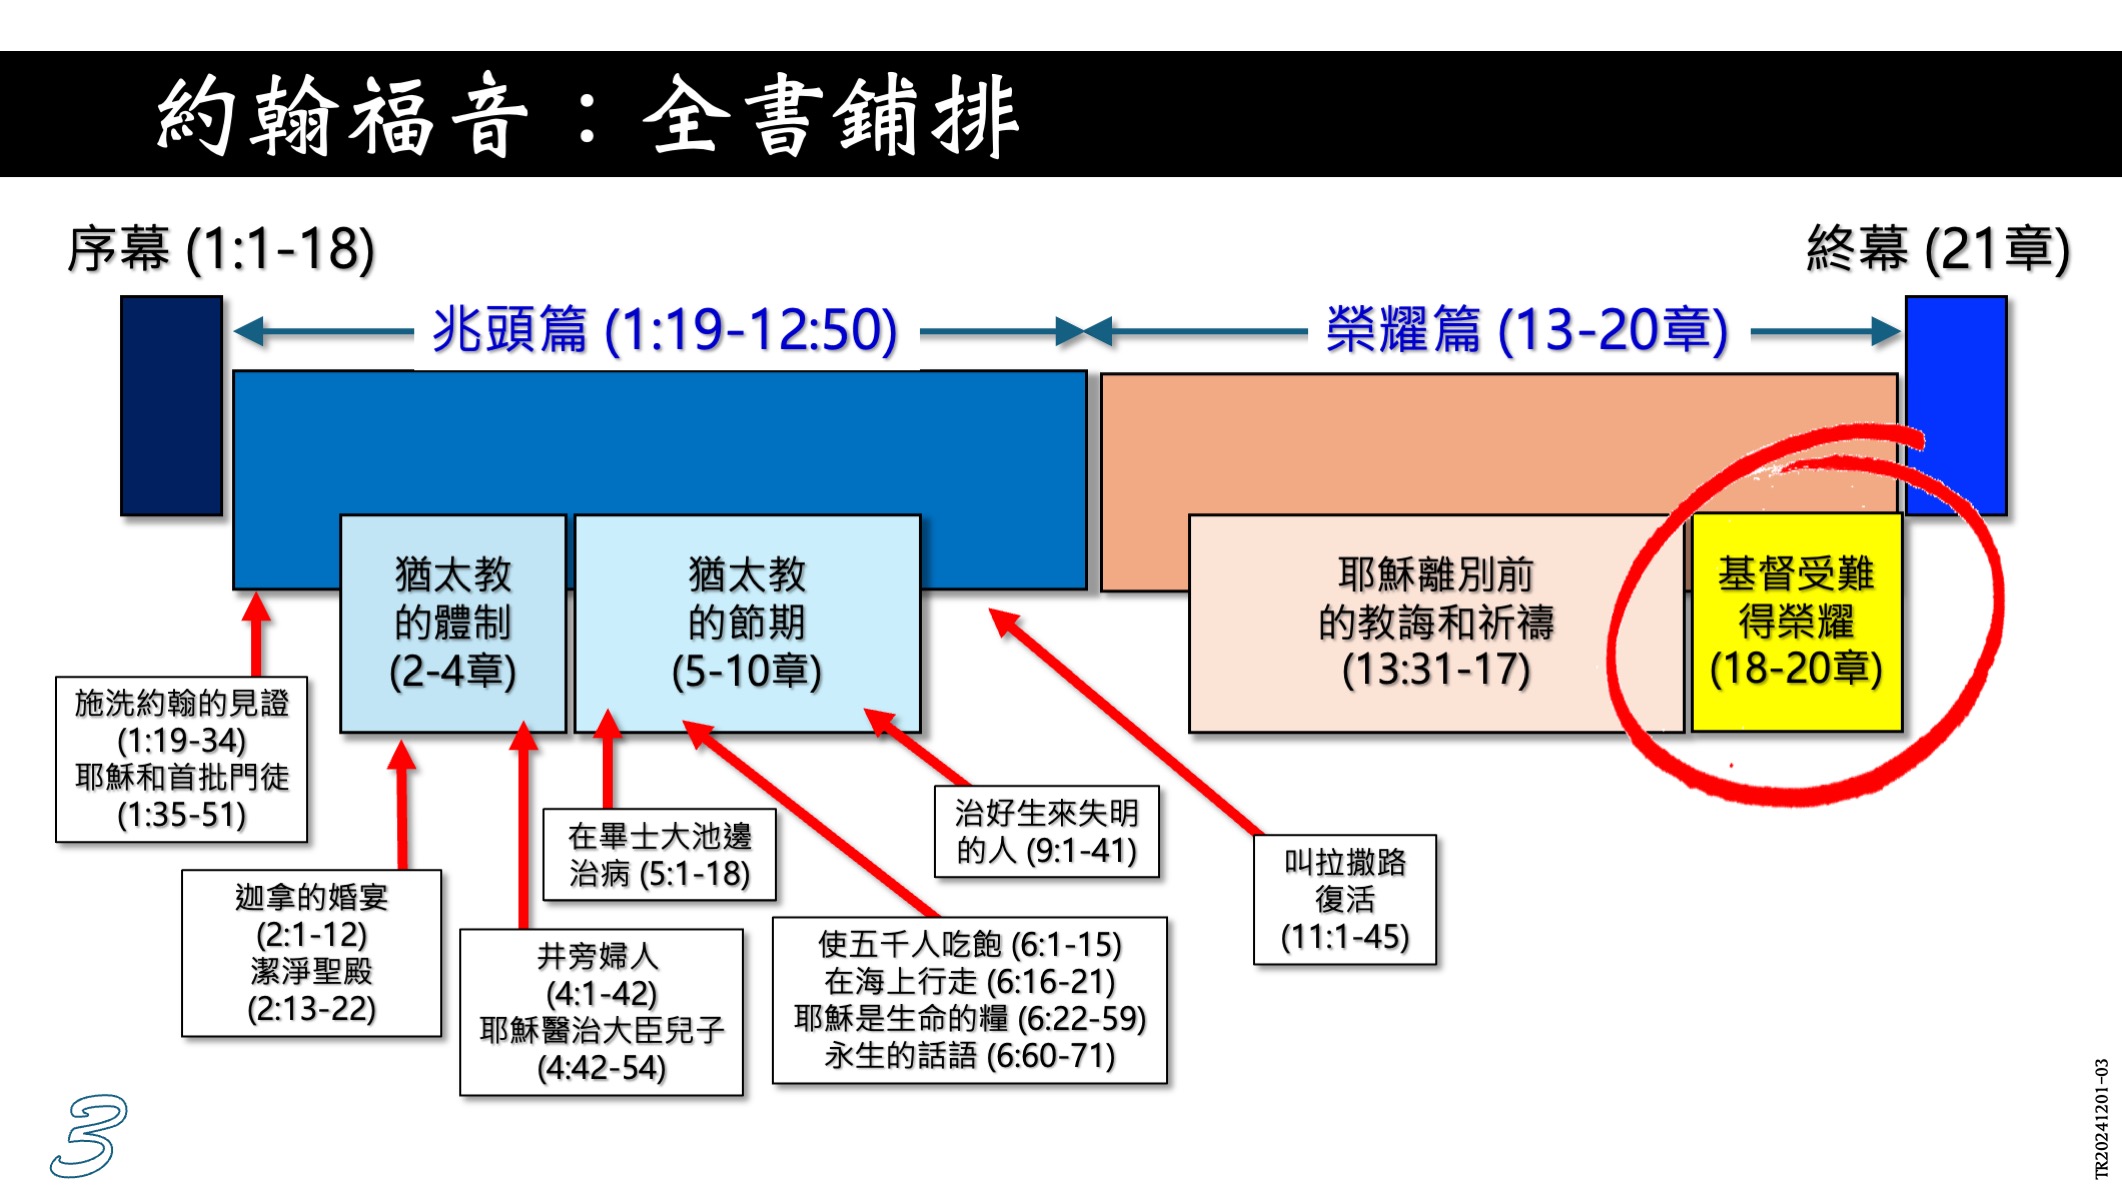 約翰福音：全書鋪排
序幕 (1:1-18)
終幕 (21章)
兆頭篇 (1:19-12:50)
榮耀篇 (13-20章)
猶太教
的體制
(2-4章)
猶太教
的節期
(5-10章)
耶穌離別前
的教誨和祈禱
(13:31-17)
基督受難
得榮耀
(18-20章)
施洗約翰的見證
(1:19-34)
耶穌和首批門徒
(1:35-51)
迦拿的婚宴
(2:1-12)
潔淨聖殿
(2:13-22)
井旁婦人
(4:1-42)
耶穌醫治大臣兒子
(4:42-54)
在畢士大池邊
治病 (5:1-18)
使五千人吃飽 (6:1-15)
在海上行走 (6:16-21)
耶穌是生命的糧 (6:22-59)
永生的話語 (6:60-71)
治好生來失明
的人 (9:1-41)
叫拉撒路
復活
(11:1-45)
3
TR20241201-03